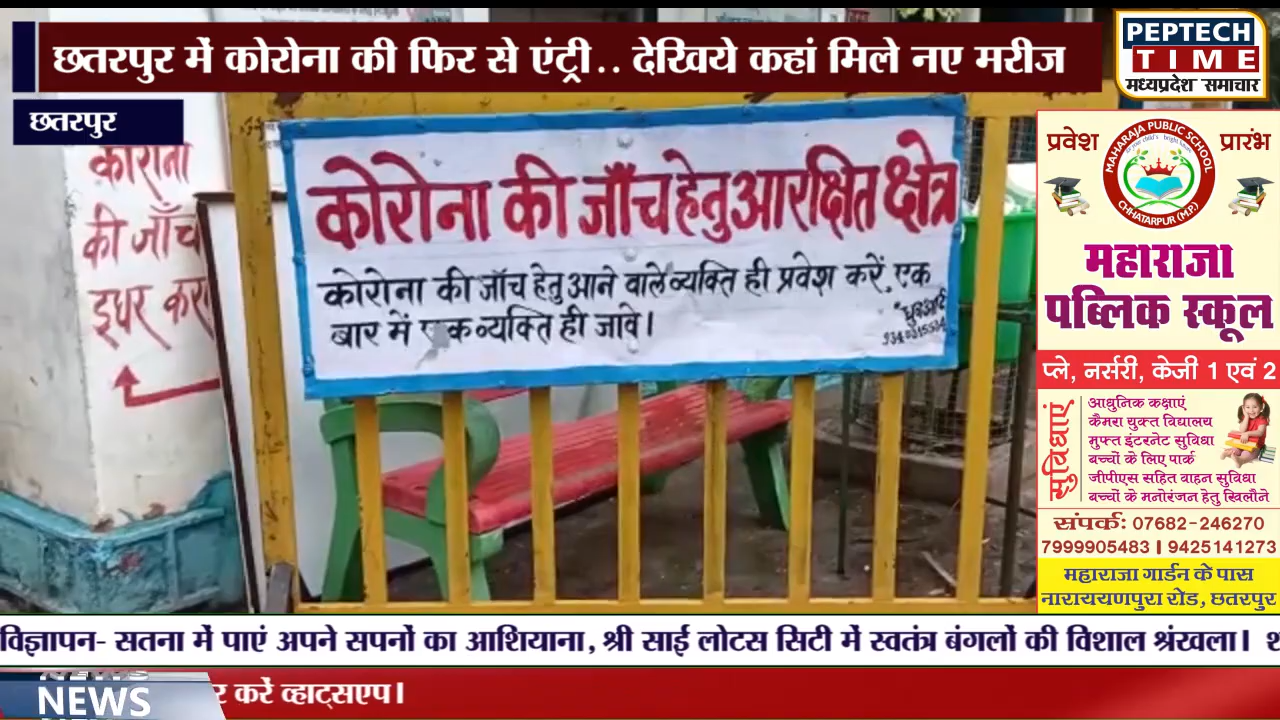 छतरपुर में कोरोना की फिर से एंट्री.. देखिये कहां मिले नए मरीज
PEPTECH
TIME
मध्यप्रदेश समाचार
छतरपुर
कोरोना
की जाँच
इधर करा
कोरोना की जाँच हेतु आरक्षित क्षेत्र
कोरोना की जाँच हेतु आने वाले व्यक्ति ही प्रवेश करें, एक
बार में एक व्यक्ति ही जावे।
प्रवेश
प्रारंभ
MAHARAJA PUBLIC SCHOOL
CHHATARPUR (M.P.)
महाराजा
पब्लिक स्कूल
प्ले, नर्सरी, केजी 1 एवं 2
सुविधाएं
आधुनिक कक्षाएं
कैमरा युक्त विद्यालय
मुफ्त इंटरनेट सुविधा
बच्चों के लिए पार्क
जीपीएस सहित वाहन सुविधा
बच्चों के मनोरंजन हेतु खिलौने
संपर्क: 07682-246270
7999905483 | 9425141273
महाराजा गार्डन के पास
नारायणपुरा रोड, छतरपुर
विज्ञापन- सतना में पाएं अपने सपनों का आशियाना, श्री साई लोटस सिटी में स्वतंत्र बंगलों की विशाल श्रंखला।
NEWS
र करें व्हाट्सएप।